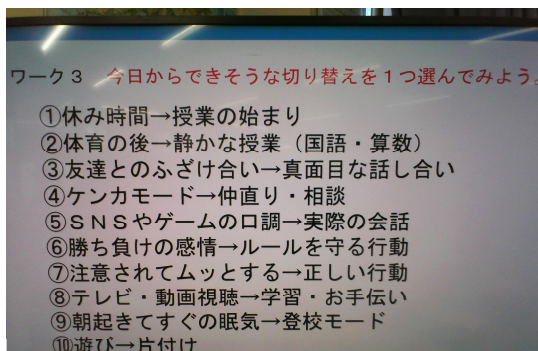 ワーク３　今日からできそうな切り替えを１つ選んでみよう。
①休み時間→授業の始まり
②体育の後→静かな授業（国語・算数）
③友達とのふざけ合い→真面目な話し合い
④ケンカモード→仲直り・相談
⑤ＳＮＳやゲームの口調→実際の会話
⑥勝ち負けの感情→ルールを守る行動
⑦注意されてムッとする→正しい行動
⑧テレビ・動画視聴→学習・お手伝い
⑨朝起きてすぐの眠気→登校モード
⑩遊び→片付け